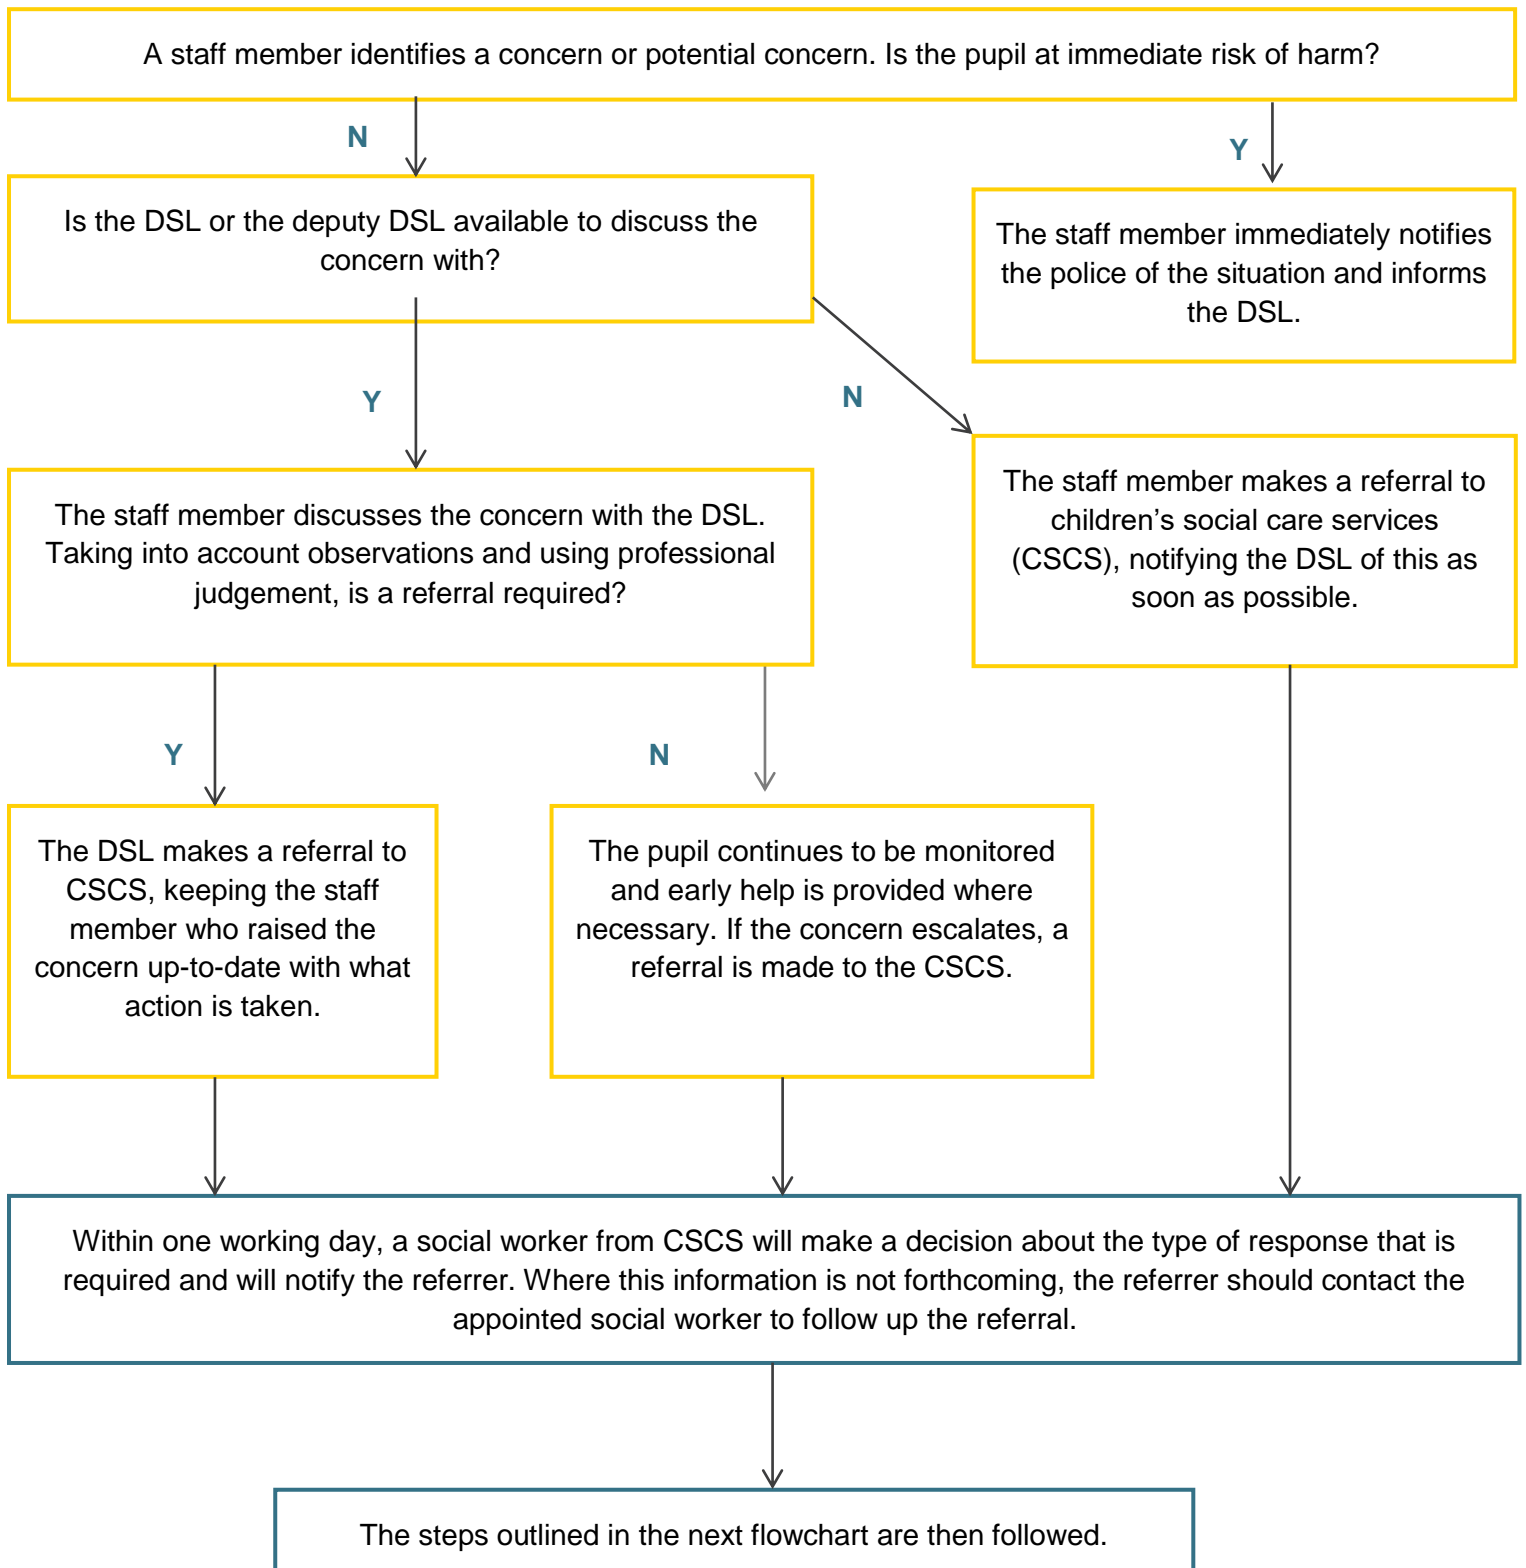 A staff member identifies a concern or potential concern. Is the pupil at immediate risk of harm?
N
Y
Is the DSL or the deputy DSL available to discuss the
concern with?
The staff member immediately notifies
the police of the situation and informs
the DSL.
Y
N
The staff member discusses the concern with the DSL.
Taking into account observations and using professional
judgement, is a referral required?
The staff member makes a referral to
children’s social care services
(CSCS), notifying the DSL of this as
soon as possible.
Y
N
The DSL makes a referral to
CSCS, keeping the staff
member who raised the
concern up-to-date with what
action is taken.
The pupil continues to be monitored
and early help is provided where
necessary. If the concern escalates, a
referral is made to the CSCS.
Within one working day, a social worker from CSCS will make a decision about the type of response that is
required and will notify the referrer. Where this information is not forthcoming, the referrer should contact the
appointed social worker to follow up the referral.
The steps outlined in the next flowchart are then followed.